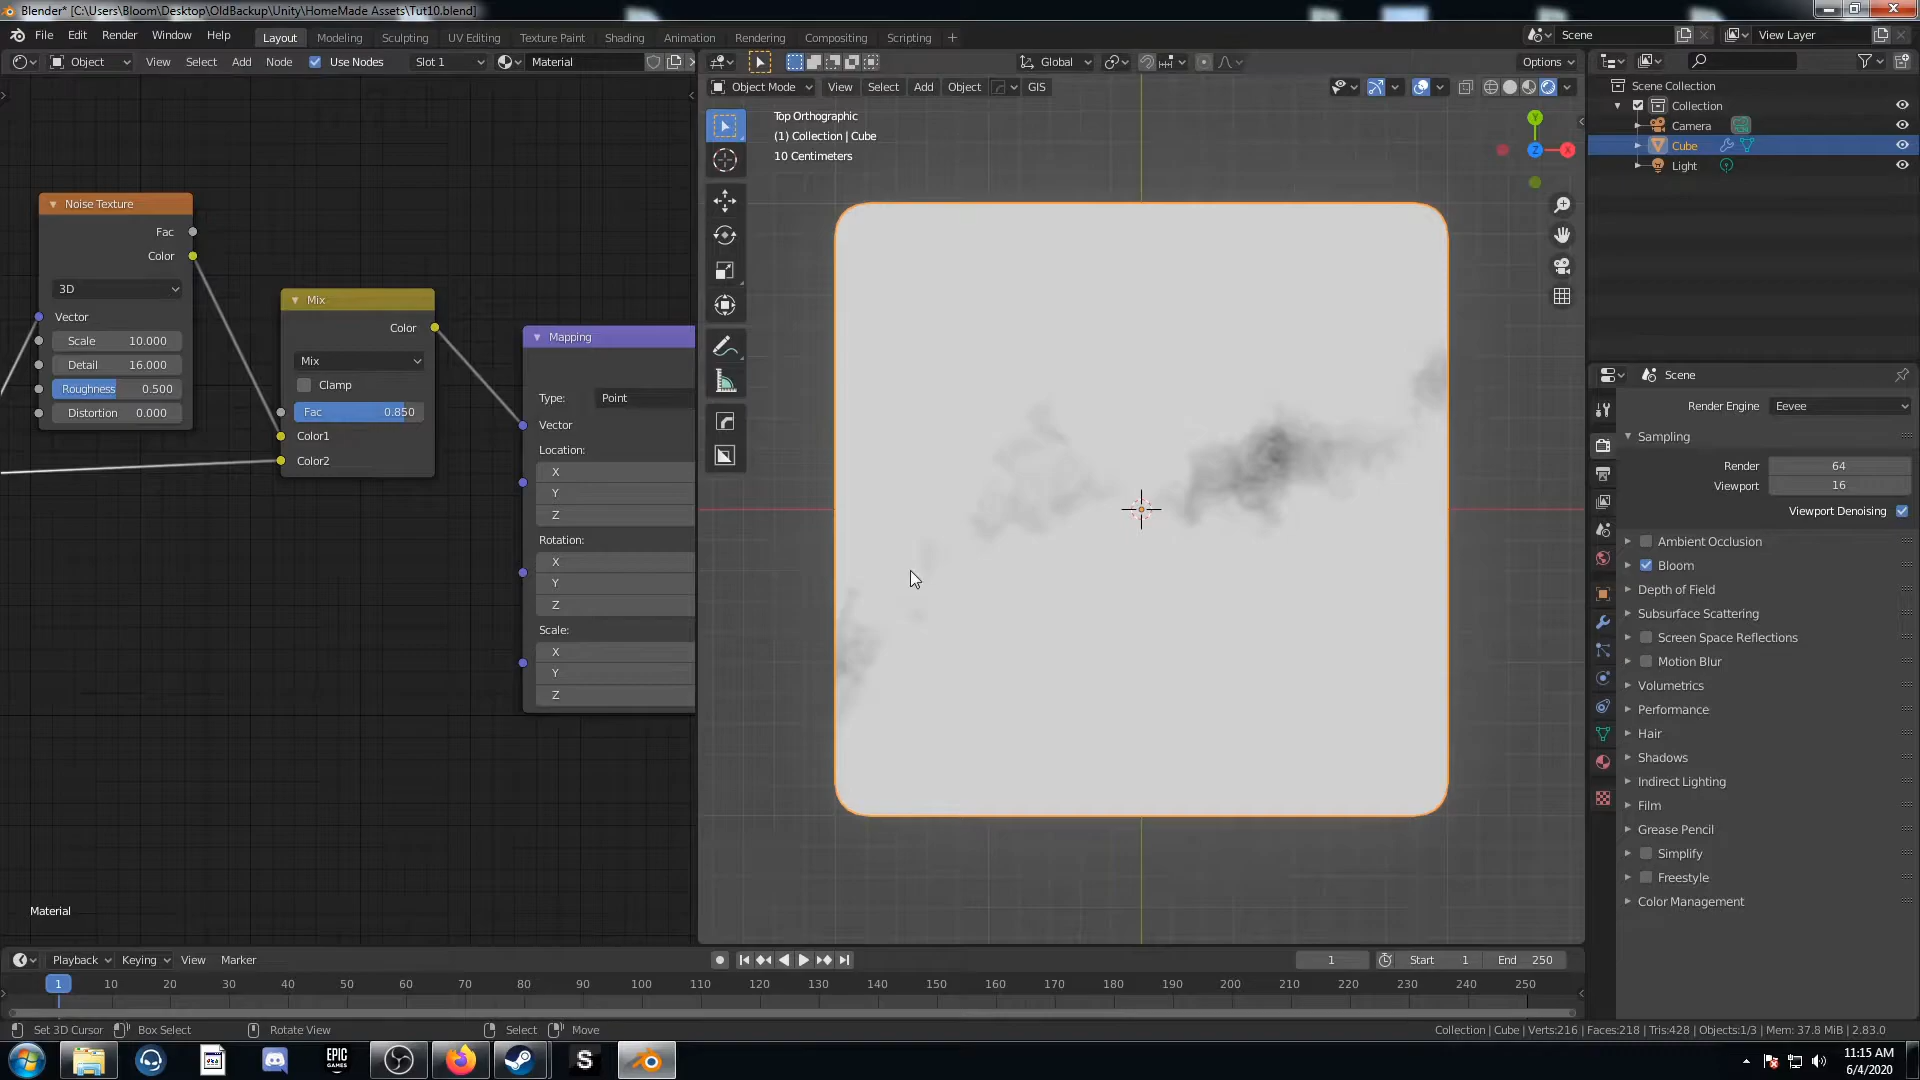 Blender* [C:\Users\Bloom\Desktop\OldBackup\Unity\HomeMade Assets\Tut10.blend]
File Edit Render Window Help Layout Modeling Sculpting UV Editing Texture Paint Shading Animation Rendering Compositing Scripting + Scene View Layer
Object View Select Add Node Use Nodes Slot 1 Material Global Options
Object Mode View Select Add Object GIS
Top Orthographic
(1) Collection | Cube
10 Centimeters
Y
Z
X
Scene Collection
Collection
Camera
Cube
Light
Noise Texture
Fac
Color
3D
Vector
Scale 10.000
Detail 16.000
Roughness 0.500
Distortion 0.000
Mix
Color
Mix
Clamp
Fac 0.850
Color1
Color2
Mapping
Type: Point
Vector
Location:
X
Y
Z
Rotation:
X
Y
Z
Scale:
X
Y
Z
Material
Scene
Render Engine Eevee
Sampling
Render 64
Viewport 16
Viewport Denoising
Ambient Occlusion
Bloom
Depth of Field
Subsurface Scattering
Screen Space Reflections
Motion Blur
Volumetrics
Performance
Hair
Shadows
Indirect Lighting
Film
Grease Pencil
Simplify
Freestyle
Color Management
Playback Keying View Marker 1 Start 1 End 250
1 10 20 30 40 50 60 70 80 90 100 110 120 130 140 150 160 170 180 190 200 210 220 230 240 250
Set 3D Cursor Box Select Rotate View Select Move Collection | Cube | Verts:216 | Faces:218 | Tris:428 | Objects:1/3 | Mem: 37.8 MiB | 2.83.0
EPIC
GAMES
S
11:15 AM
6/4/2020